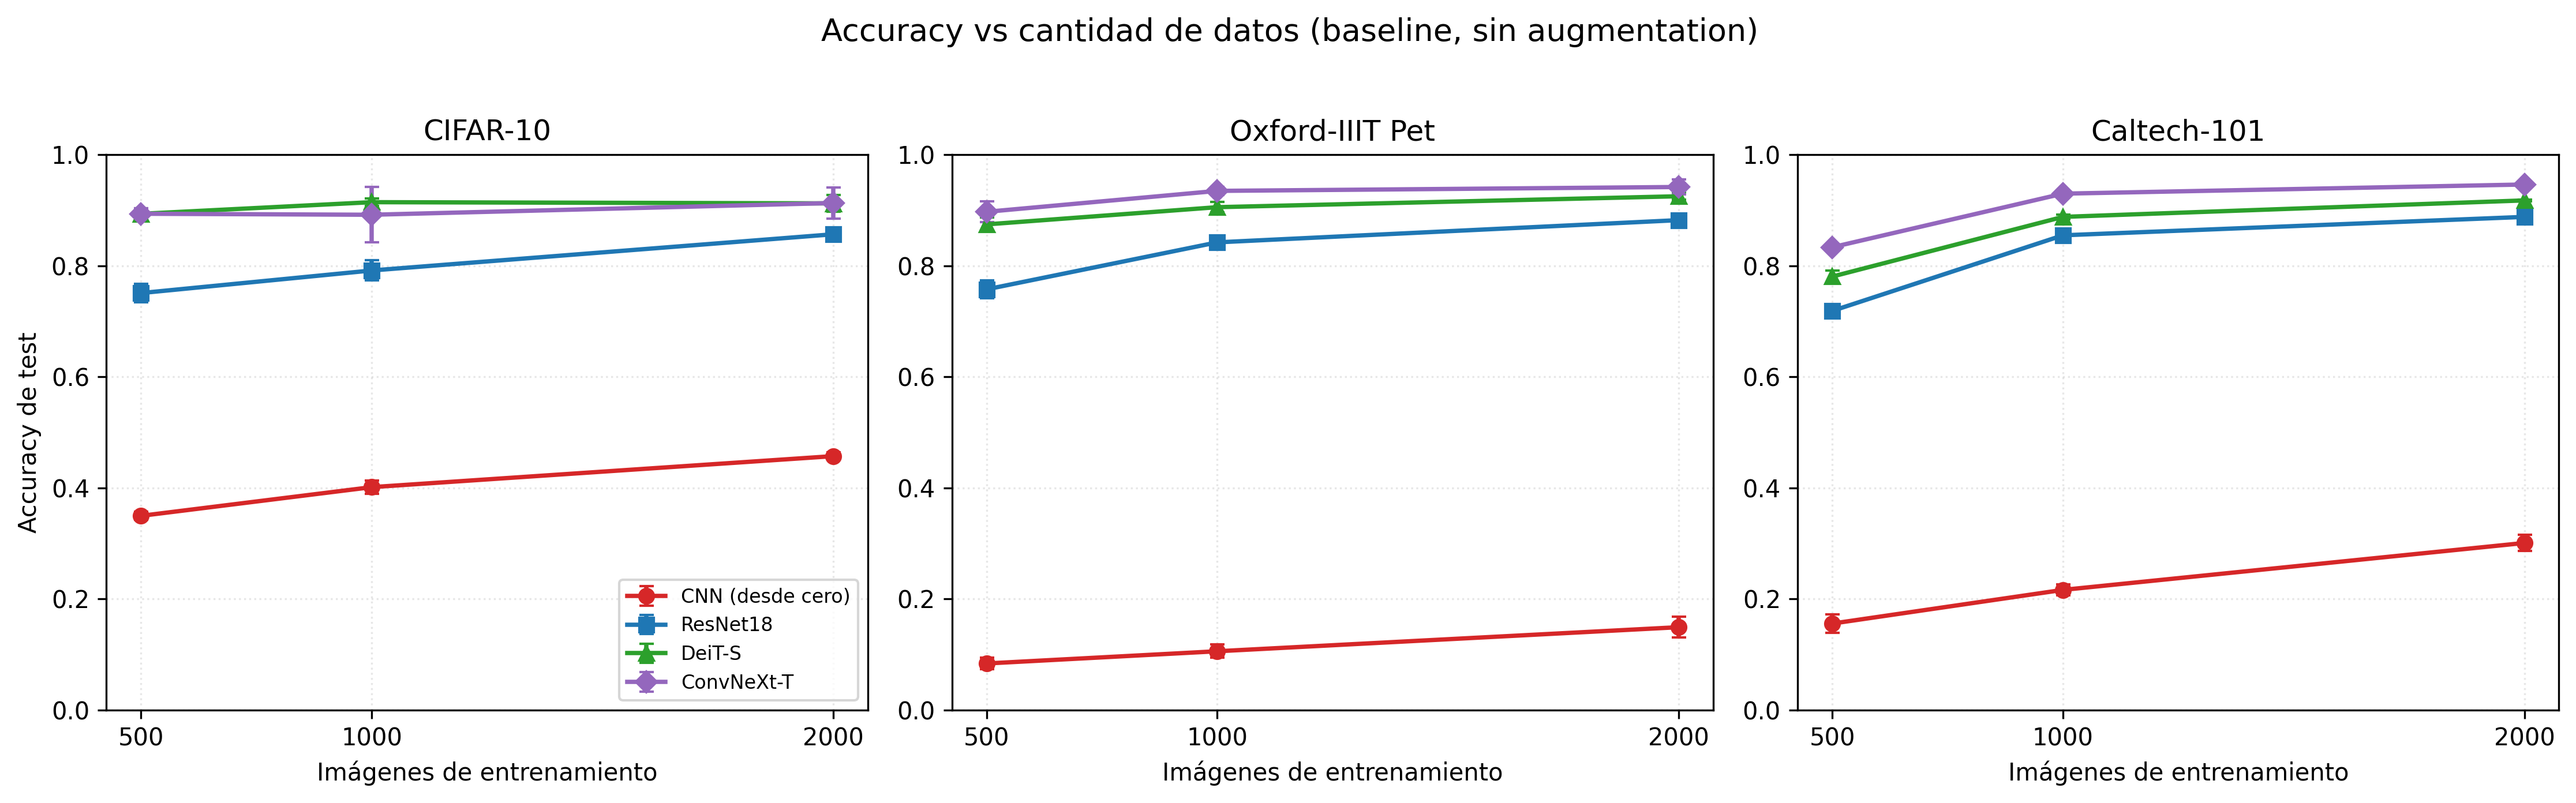 Accuracy vs cantidad de datos (baseline, sin augmentation)
CIFAR-10
Accuracy de test
1.0
0.8
0.6
0.4
0.2
0.0
500
1000
2000
Imágenes de entrenamiento
CNN (desde cero)
ResNet18
DeiT-S
ConvNeXt-T
Oxford-IIIT Pet
1.0
0.8
0.6
0.4
0.2
0.0
500
1000
2000
Imágenes de entrenamiento
Caltech-101
1.0
0.8
0.6
0.4
0.2
0.0
500
1000
2000
Imágenes de entrenamiento